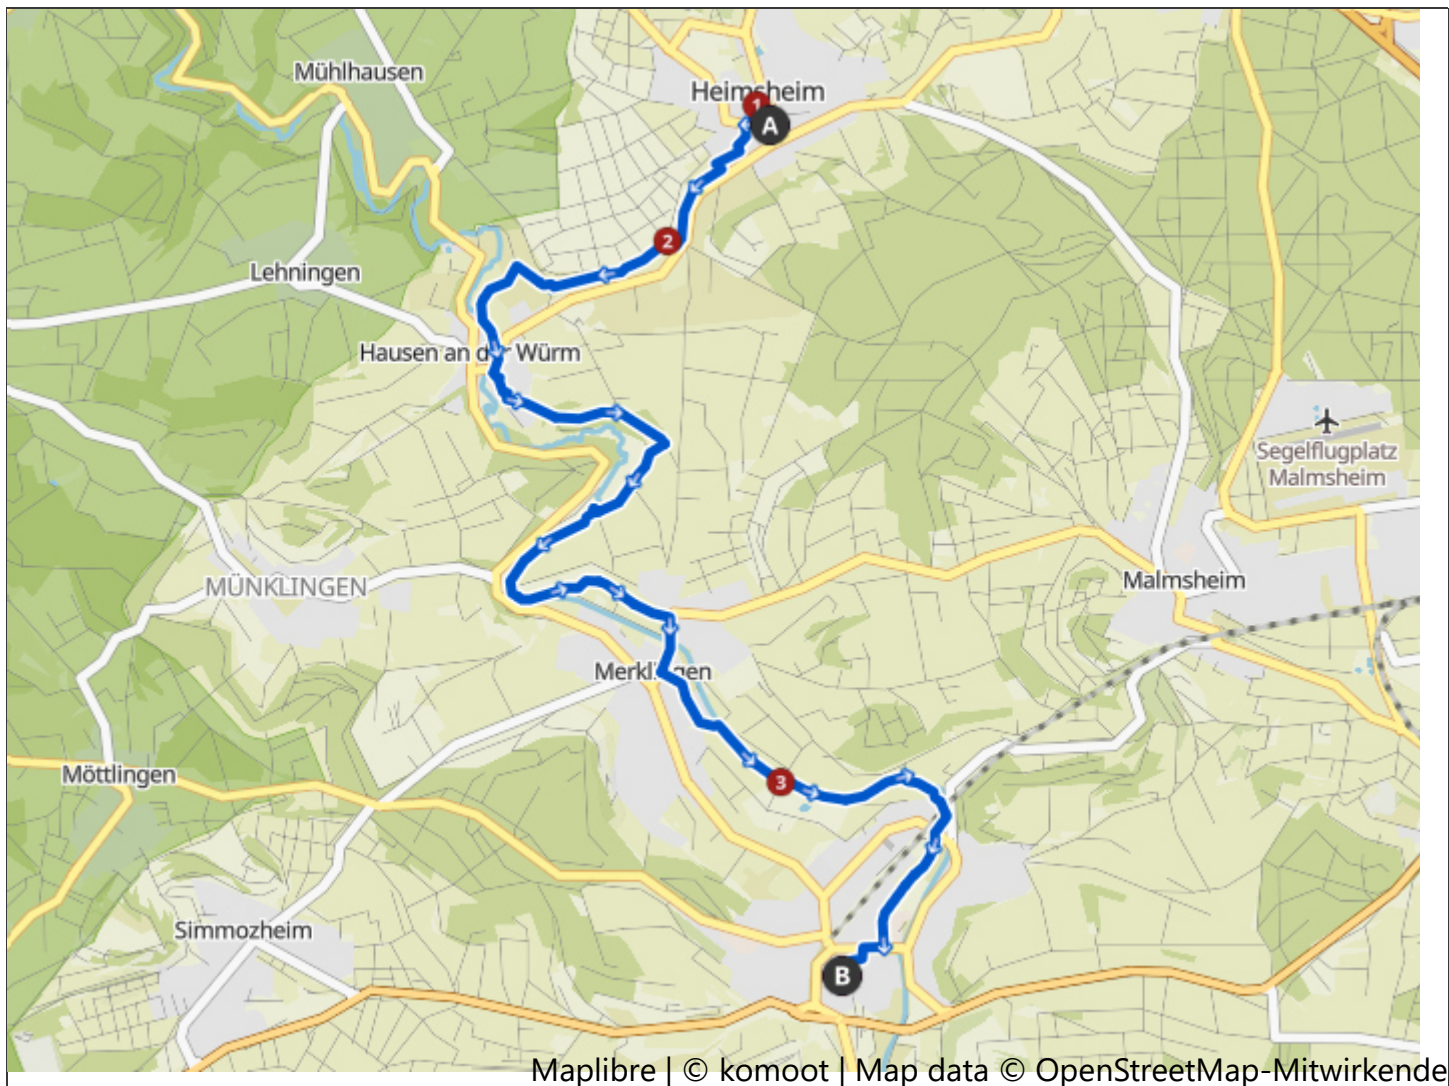 Mühlhausen
Heimsheim
1
A
2
Lehningen
Hausen an der Würm
Segelflugplatz
Malmsheim
Malmsheim
MÜNKLINGEN
Merklingen
Möttlingen
3
Simmozheim
B
Maplibre | © komoot | Map data © OpenStreetMap-Mitwirkende